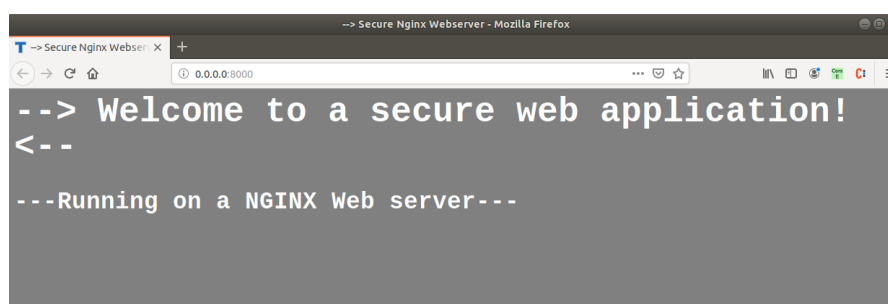 --> Secure Nginx Webserver - Mozilla Firefox
--> Secure Nginx Webser
0.0.0.0:8000
--> Welcome to a secure web application!
<--
---Running on a NGINX Web server---